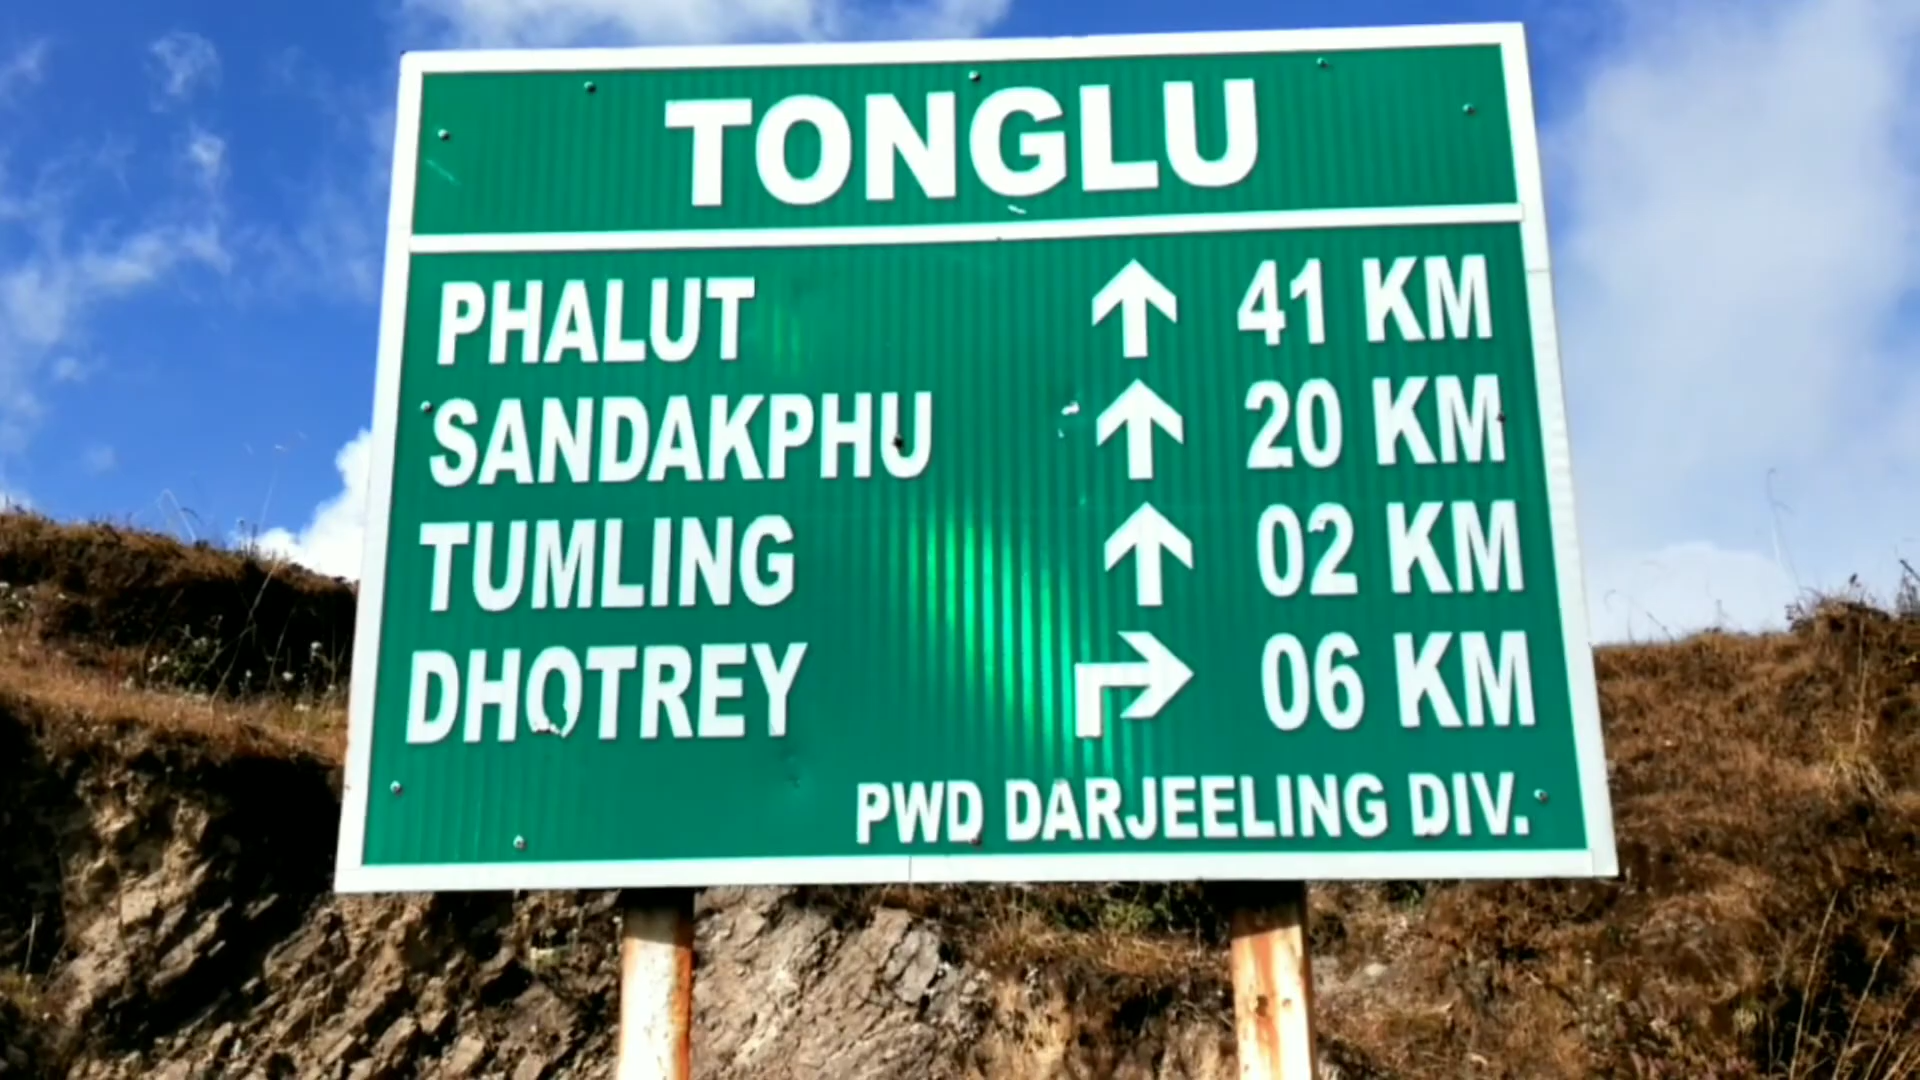 TONGLU
PHALUT ↑ 41 KM
SANDAKPHU ↑ 20 KM
TUMLING ↑ 02 KM
DHOTREY ↱ 06 KM
PWD DARJEELING DIV.